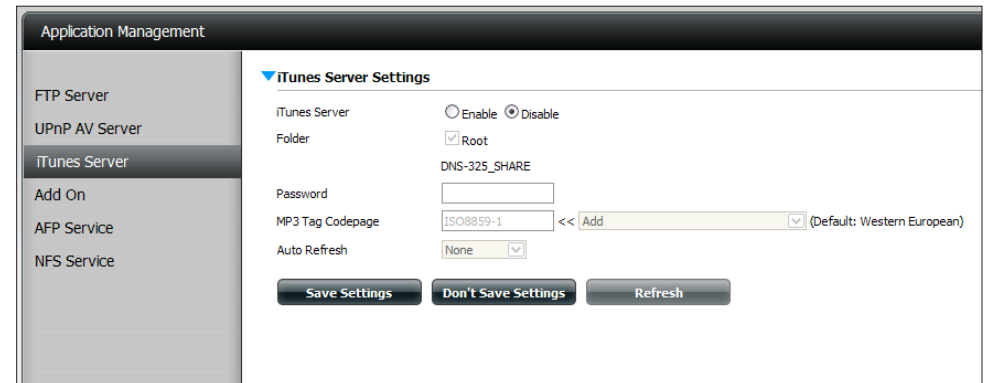 Application Management
FTP Server
UPnP AV Server
iTunes Server
Add On
AFP Service
NFS Service
iTunes Server Settings
iTunes Server Enable Disable
Folder Root
DNS-325_SHARE
Password
MP3 Tag Codepage ISO8859-1 << Add (Default: Western European)
Auto Refresh None
Save Settings Don't Save Settings Refresh